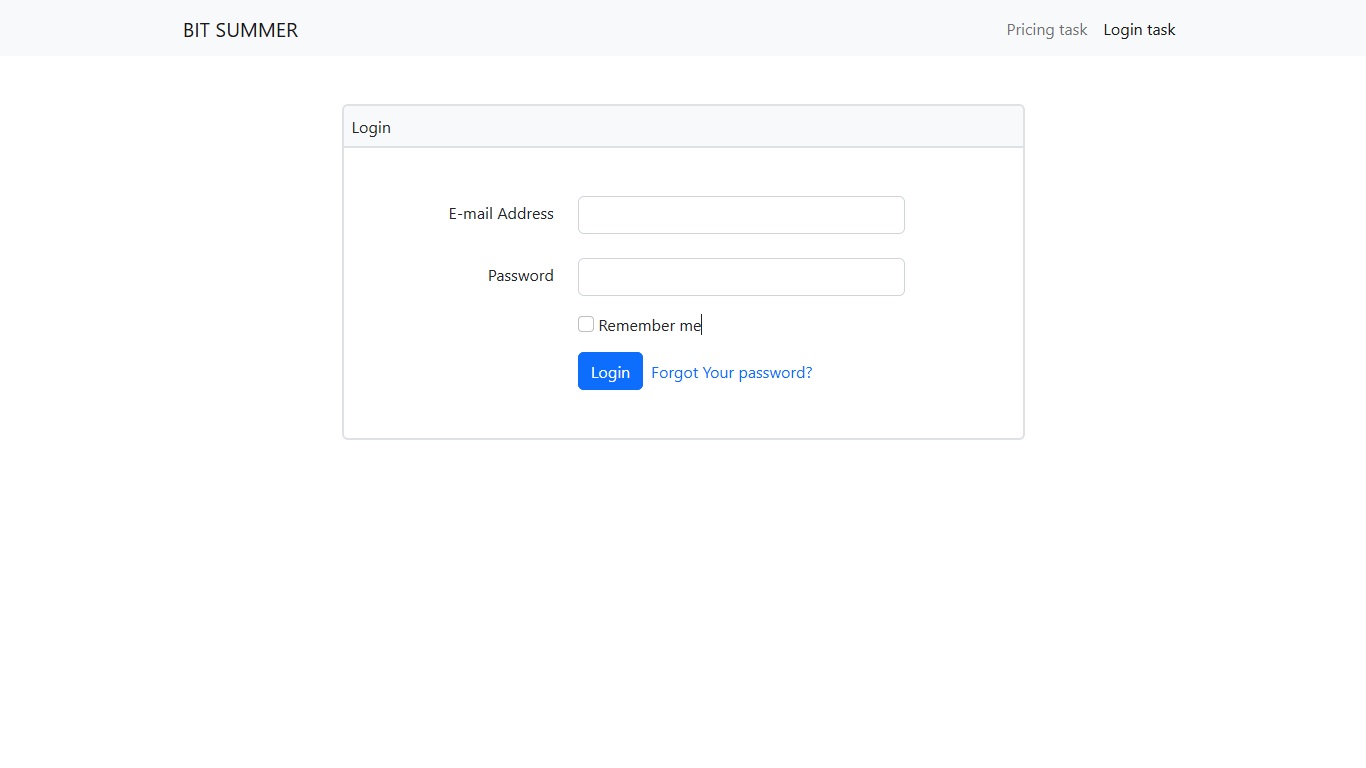 BIT SUMMER
Pricing task Login task
Login
E-mail Address
Password
Remember me
Login Forgot Your password?